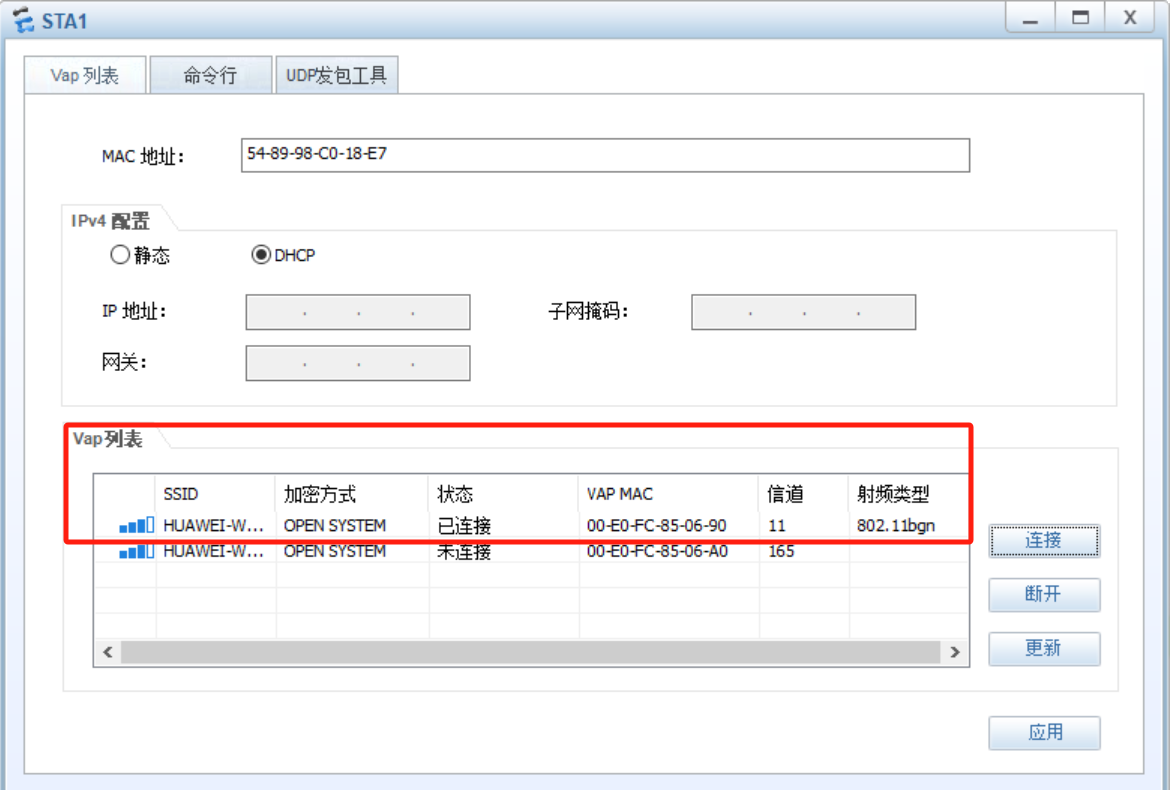 STA1
Vap 列表 命令行 UDP发包工具
MAC 地址: 54-89-98-C0-18-E7
IPv4 配置
静态 DHCP
IP 地址: . . . 子网掩码: . . .
网关: . . .
Vap列表
SSID 加密方式 状态 VAP MAC 信道 射频类型
HUAWEI-W... OPEN SYSTEM 已连接 00-E0-FC-85-06-90 11 802.11bgn
HUAWEI-W... OPEN SYSTEM 未连接 00-E0-FC-85-06-A0 165
连接
断开
更新
应用